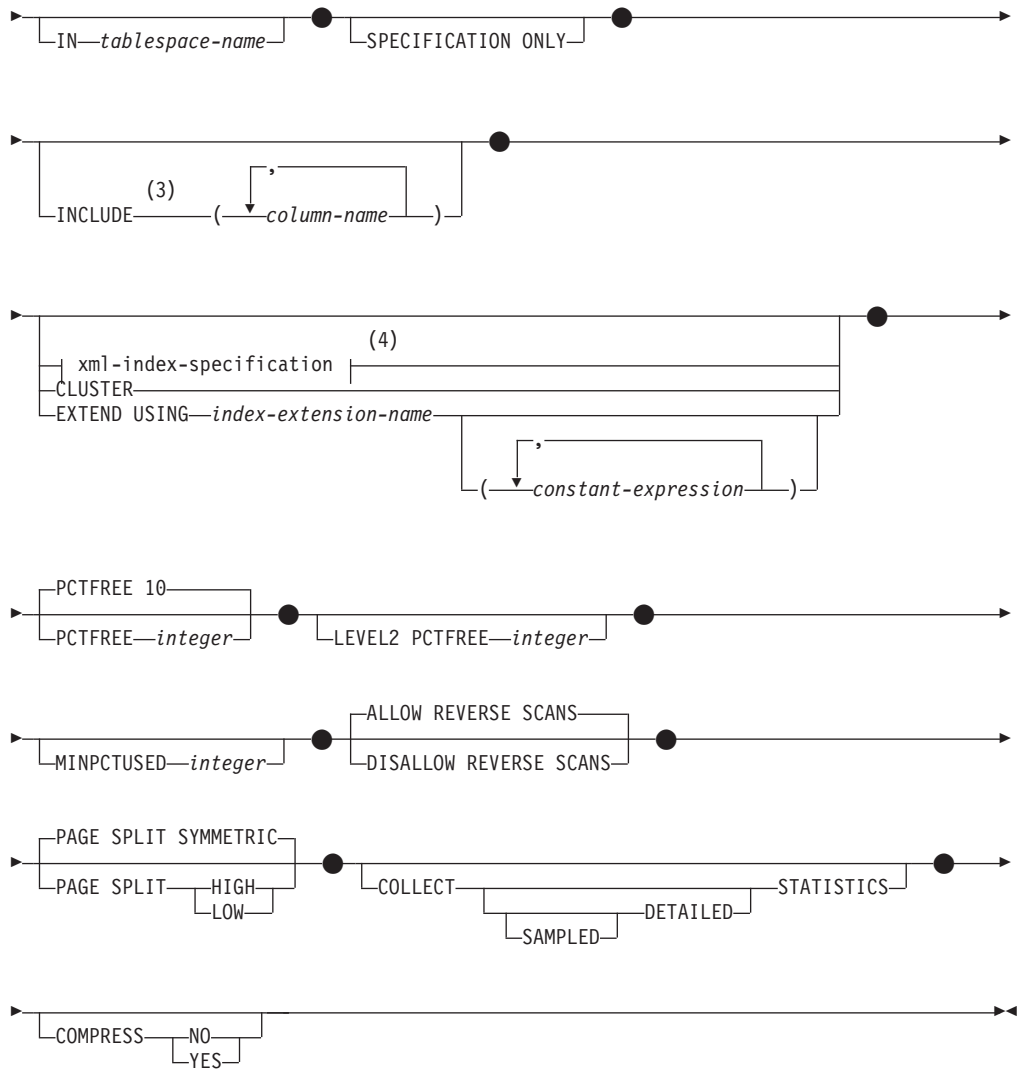 IN tablespace-name SPECIFICATION ONLY
,
(3)
INCLUDE ( column-name )
(4)
xml-index-specification
CLUSTER
EXTEND USING index-extension-name
,
( constant-expression )
PCTFREE 10
PCTFREE integer LEVEL2 PCTFREE integer
ALLOW REVERSE SCANS
MINPCTUSED integer DISALLOW REVERSE SCANS
PAGE SPLIT SYMMETRIC
PAGE SPLIT HIGH COLLECT STATISTICS
LOW DETAILED
SAMPLED
COMPRESS NO
YES